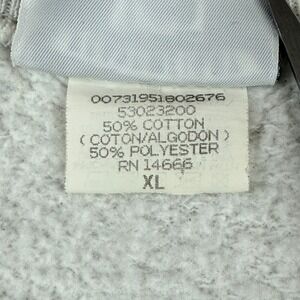 00731951802676
53023200
50% COTTON
( COTON/ALGODON )
50% POLYESTER
RN 14666
XL